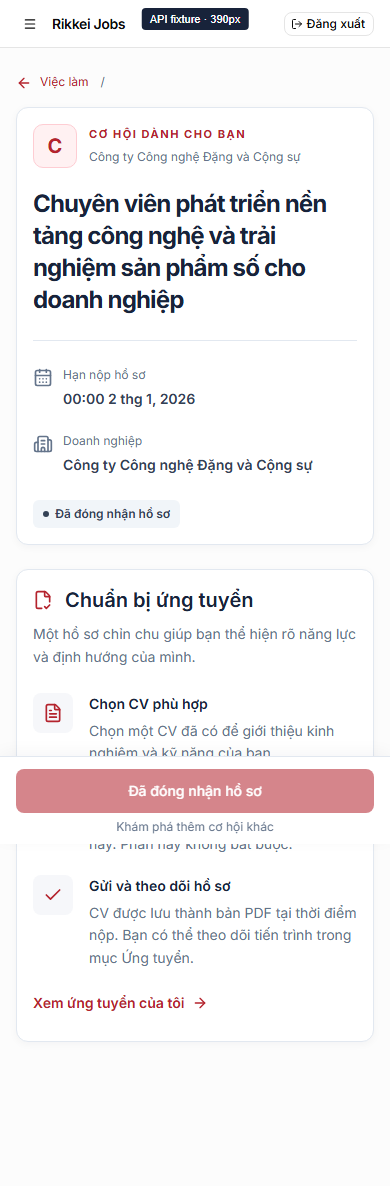 Rikkei Jobs
API fixture · 390px
Đăng xuất
Việc làm /
C
CƠ HỘI DÀNH CHO BẠN
Công ty Công nghệ Đặng và Cộng sự
Chuyên viên phát triển nền
tảng công nghệ và trải
nghiệm sản phẩm số cho
doanh nghiệp
Hạn nộp hồ sơ
00:00 2 thg 1, 2026
Doanh nghiệp
Công ty Công nghệ Đặng và Cộng sự
Đã đóng nhận hồ sơ
Chuẩn bị ứng tuyển
Một hồ sơ chỉn chu giúp bạn thể hiện rõ năng lực
và định hướng của mình.
Chọn CV phù hợp
Chọn một CV đã có để giới thiệu kinh
nghiệm và kỹ năng của bạn
Đã đóng nhận hồ sơ
Khám phá thêm cơ hội khác
này. Phần này không bắt buộc.
Gửi và theo dõi hồ sơ
CV được lưu thành bản PDF tại thời điểm
nộp. Bạn có thể theo dõi tiến trình trong
mục Ứng tuyển.
Xem ứng tuyển của tôi